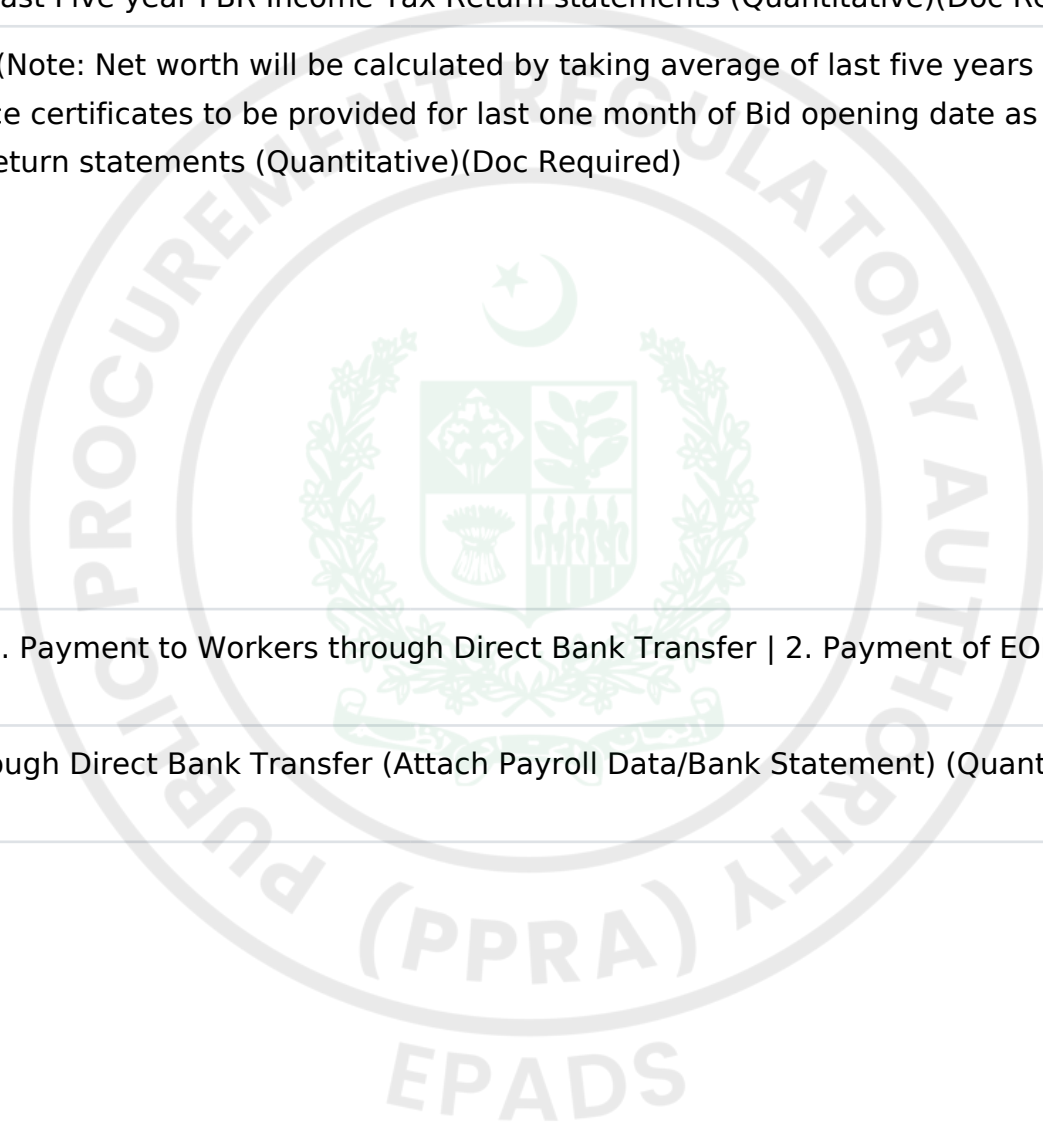 ast Five year FBR Income Tax Return statements (Quantitative)(Doc Re
(Note: Net worth will be calculated by taking average of last five years
ce certificates to be provided for last one month of Bid opening date as
eturn statements (Quantitative)(Doc Required)
. Payment to Workers through Direct Bank Transfer | 2. Payment of EO
ough Direct Bank Transfer (Attach Payroll Data/Bank Statement) (Quant
PUBLIC PROCUREMENT REGULATORY AUTHORITY
(PPRA)
EPADS